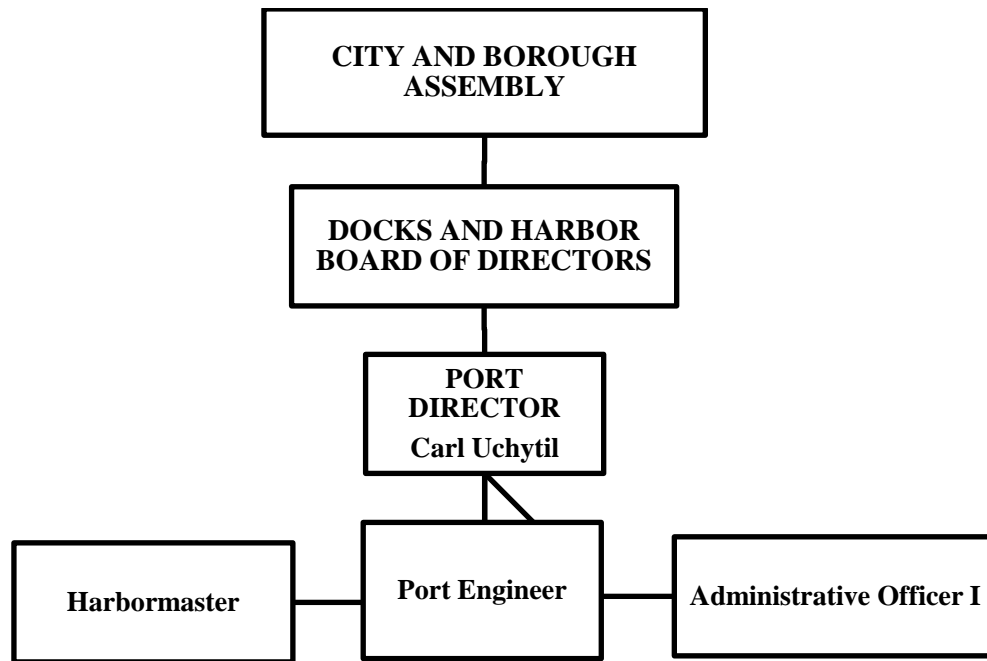 CITY AND BOROUGH
ASSEMBLY
DOCKS AND HARBOR
BOARD OF DIRECTORS
PORT
DIRECTOR
Carl Uchytil
Harbormaster
Port Engineer
Administrative Officer I